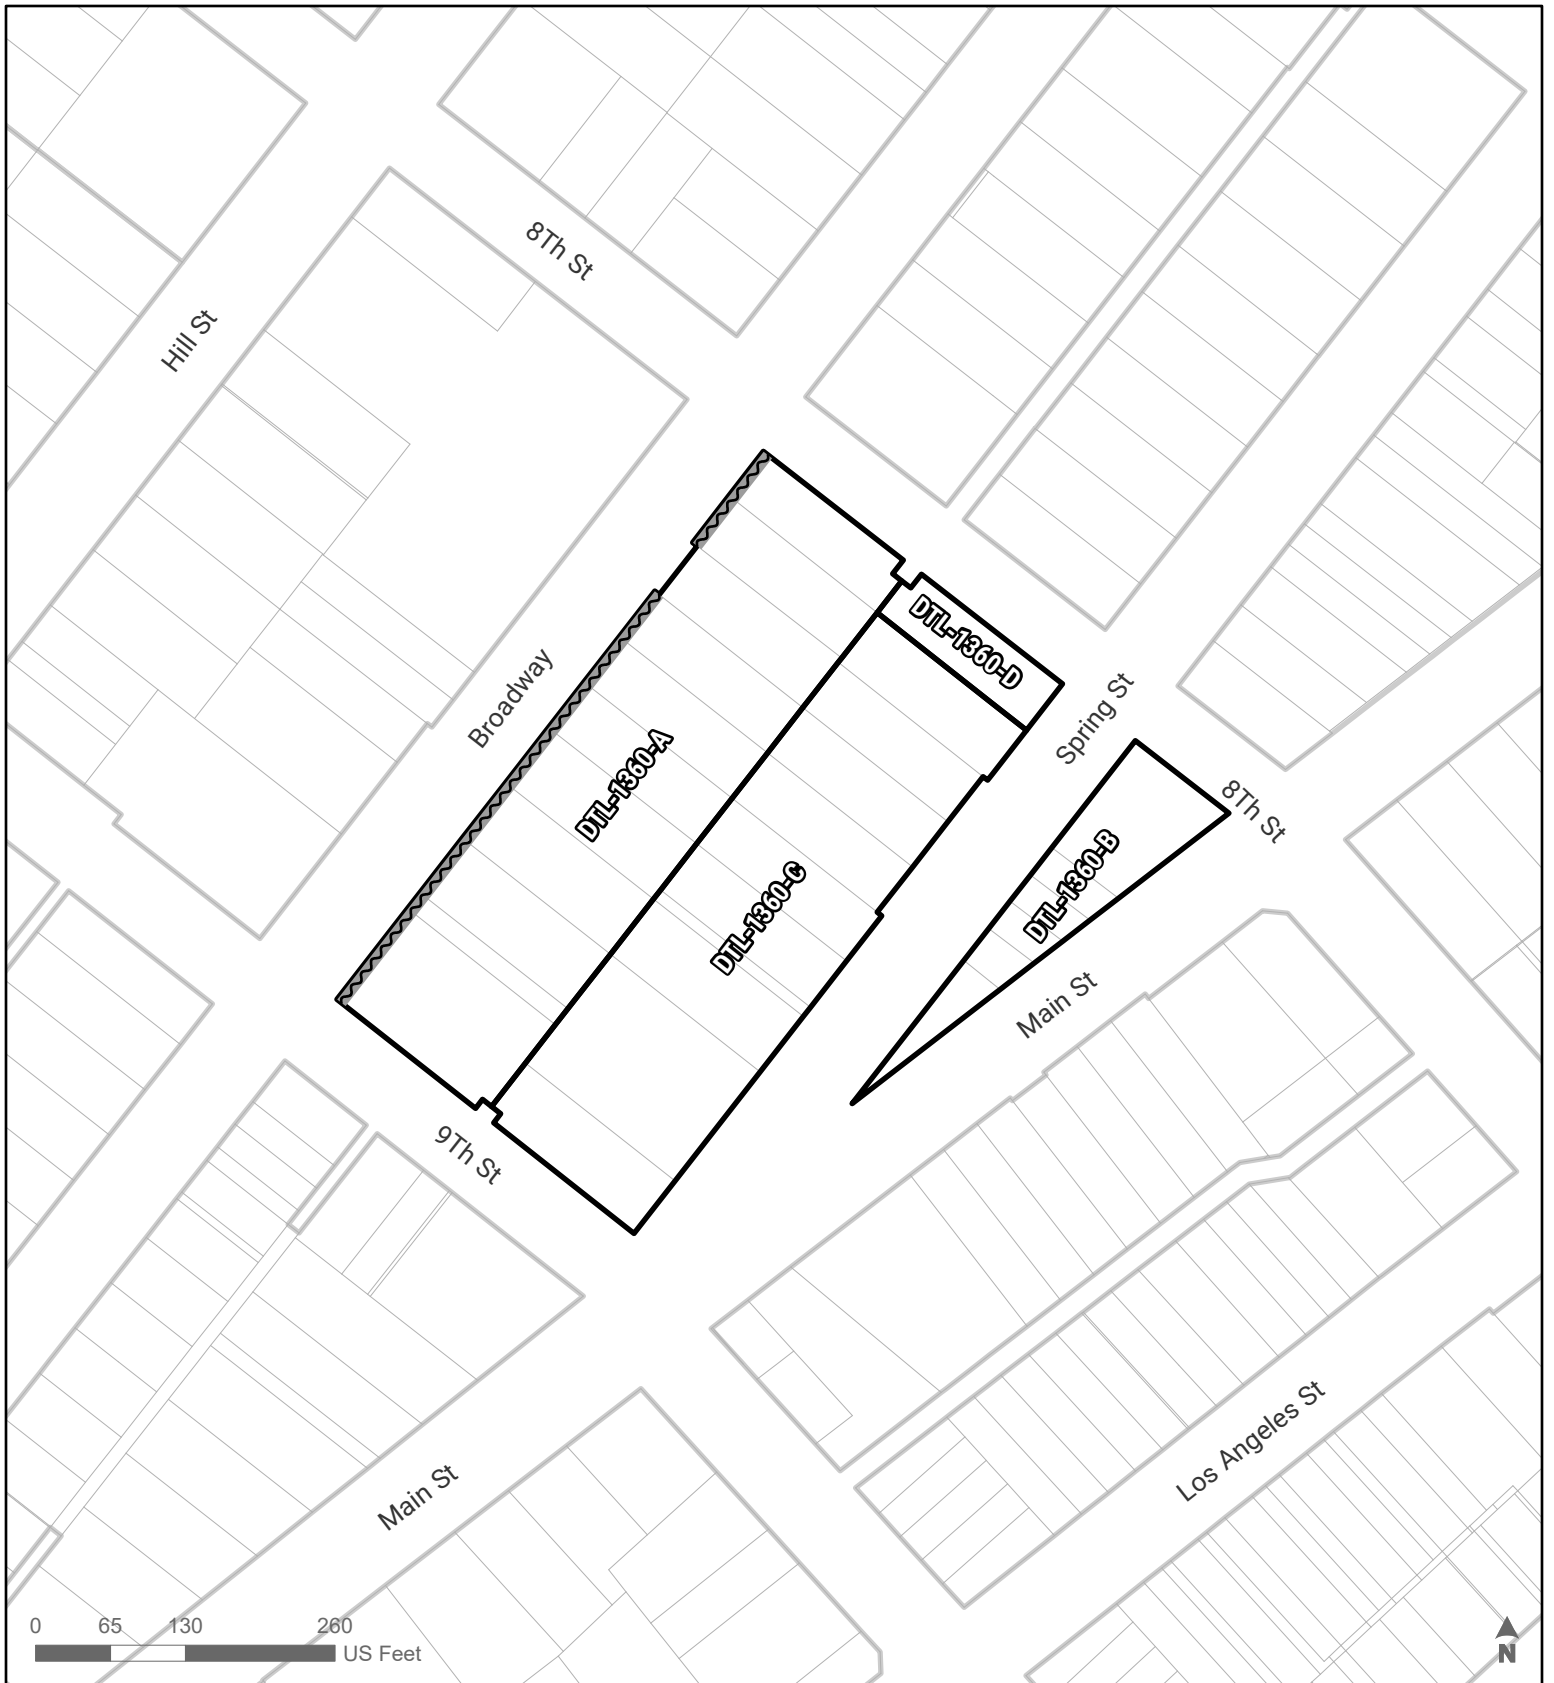 8Th St
Hill St
DTL-1360-D
Broadway
Spring St
DTL-1360-A
8Th St
DTL-1360-B
DTL-1360-C
Main St
9Th St
Los Angeles St
Main St
0 65 130 260
US Feet
N